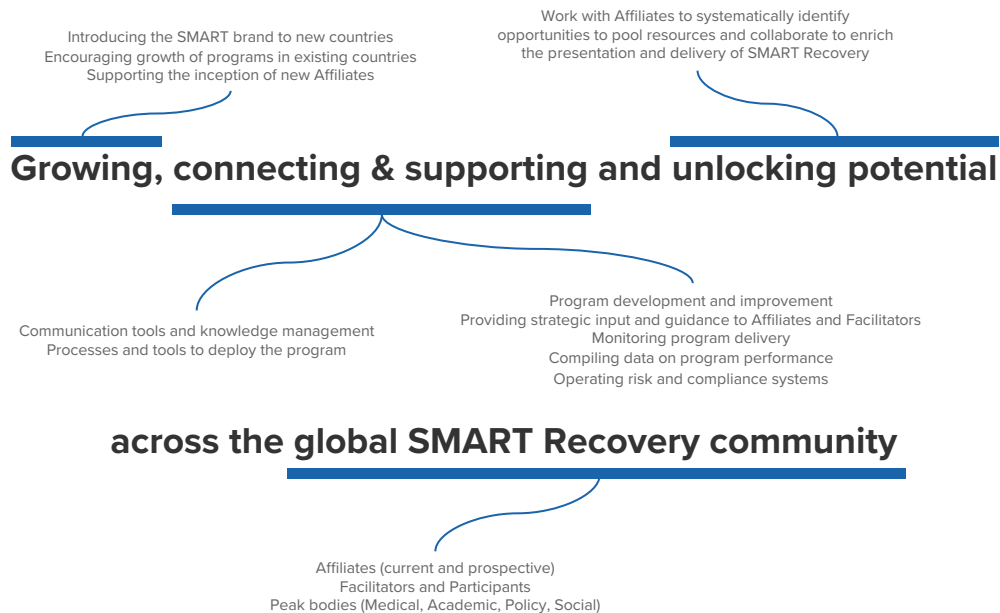 Introducing the SMART brand to new countries
Encouraging growth of programs in existing countries
Supporting the inception of new Affiliates
Work with Affiliates to systematically identify
opportunities to pool resources and collaborate to enrich
the presentation and delivery of SMART Recovery
Growing, connecting & supporting and unlocking potential
Communication tools and knowledge management
Processes and tools to deploy the program
Program development and improvement
Providing strategic input and guidance to Affiliates and Facilitators
Monitoring program delivery
Compiling data on program performance
Operating risk and compliance systems
across the global SMART Recovery community
Affiliates (current and prospective)
Facilitators and Participants
Peak bodies (Medical, Academic, Policy, Social)